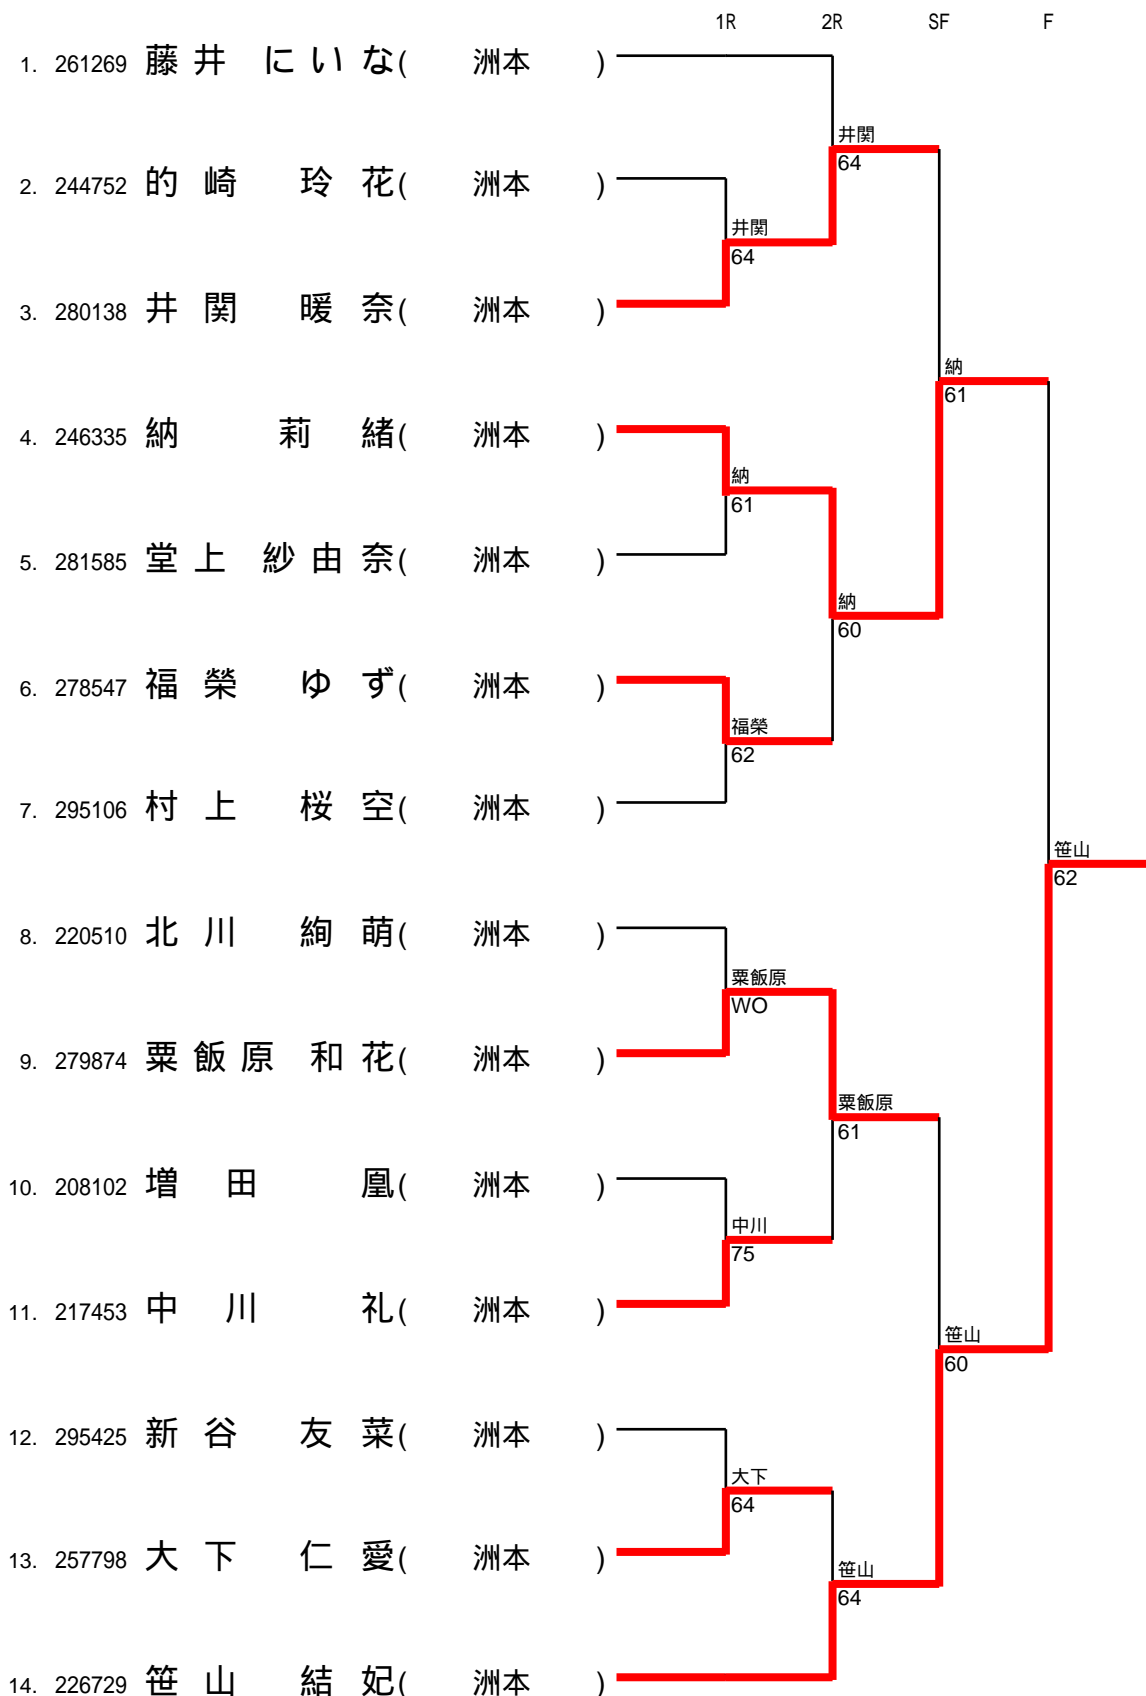 1R 2R SF F
1. 261269 藤井 にいな( 洲本 )
井関
64
2. 244752 的崎 玲花( 洲本 )
井関
64
3. 280138 井関 暖奈( 洲本 )
納
61
4. 246335 納 莉緒( 洲本 )
納
61
5. 281585 堂上 紗由奈( 洲本 )
納
60
6. 278547 福榮 ゆず( 洲本 )
福榮
62
7. 295106 村上 桜空( 洲本 )
笹山
62
8. 220510 北川 絢萌( 洲本 )
粟飯原
WO
9. 279874 粟飯原 和花( 洲本 )
粟飯原
61
10. 208102 増田 凰( 洲本 )
中川
75
11. 217453 中川 礼( 洲本 )
笹山
60
12. 295425 新谷 友菜( 洲本 )
大下
64
13. 257798 大下 仁愛( 洲本 )
笹山
64
14. 226729 笹山 結妃( 洲本 )